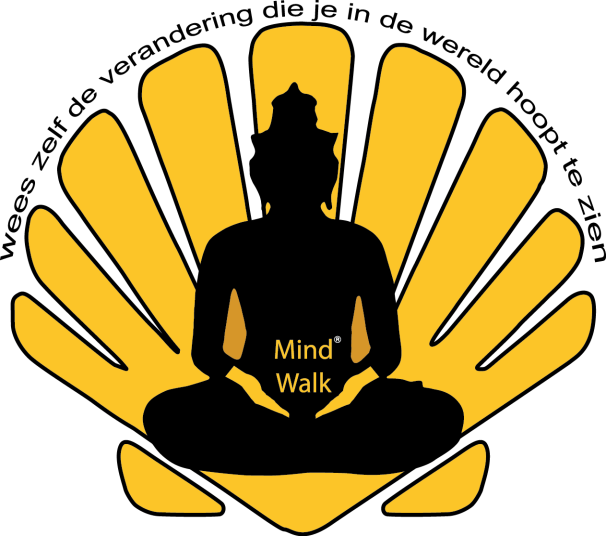 wees zelf de verandering die je in de wereld hoopt te zien
Mind®
Walk